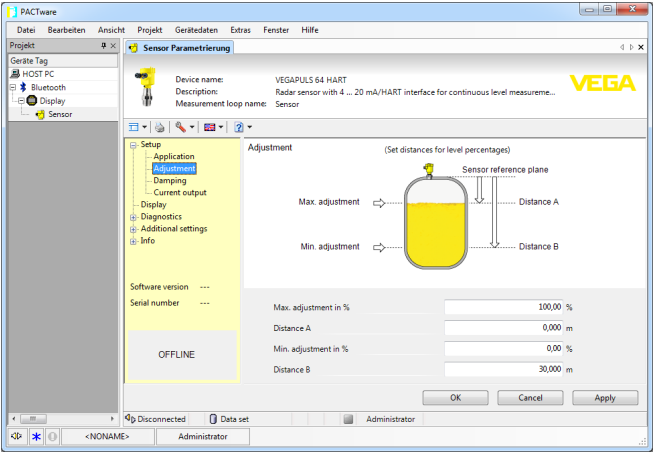 PACTware
Datei Bearbeiten Ansicht Projekt Gerätedaten Extras Fenster Hilfe
Projekt
Sensor Parametrierung
Geräte Tag
HOST PC
Bluetooth
Display
Sensor
Device name: VEGAPULS 64 HART
Description: Radar sensor with 4 ... 20 mA/HART interface for continuous level measureme...
Measurement loop name: Sensor
VEGA
Setup
Application
Adjustment
Damping
Current output
Display
Diagnostics
Additional settings
Info
Software version ---
Serial number ---
OFFLINE
Adjustment
(Set distances for level percentages)
Sensor reference plane
Max. adjustment
Distance A
Min. adjustment
Distance B
Max. adjustment in % 100,00 %
Distance A 0,000 m
Min. adjustment in % 0,00 %
Distance B 30,000 m
OK Cancel Apply
Disconnected Data set Administrator
<NONAME> Administrator